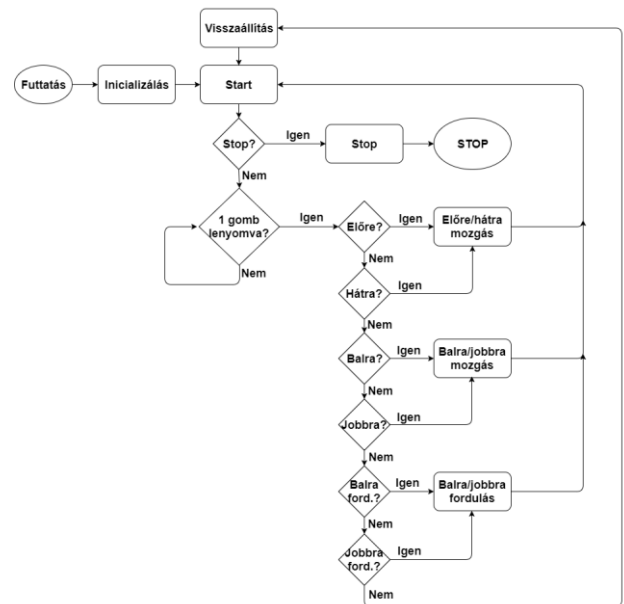 Visszaállítás
Futtatás
Inicializálás
Start
Stop?
Igen
Stop
STOP
Nem
1 gomb
lenyomva?
Igen
Nem
Előre?
Igen
Előre/hátra
mozgás
Nem
Hátra?
Igen
Nem
Balra?
Igen
Balra/jobbra
mozgás
Nem
Jobbra?
Igen
Nem
Balra
ford.?
Igen
Balra/jobbra
fordulás
Nem
Jobbra
ford.?
Igen
Nem